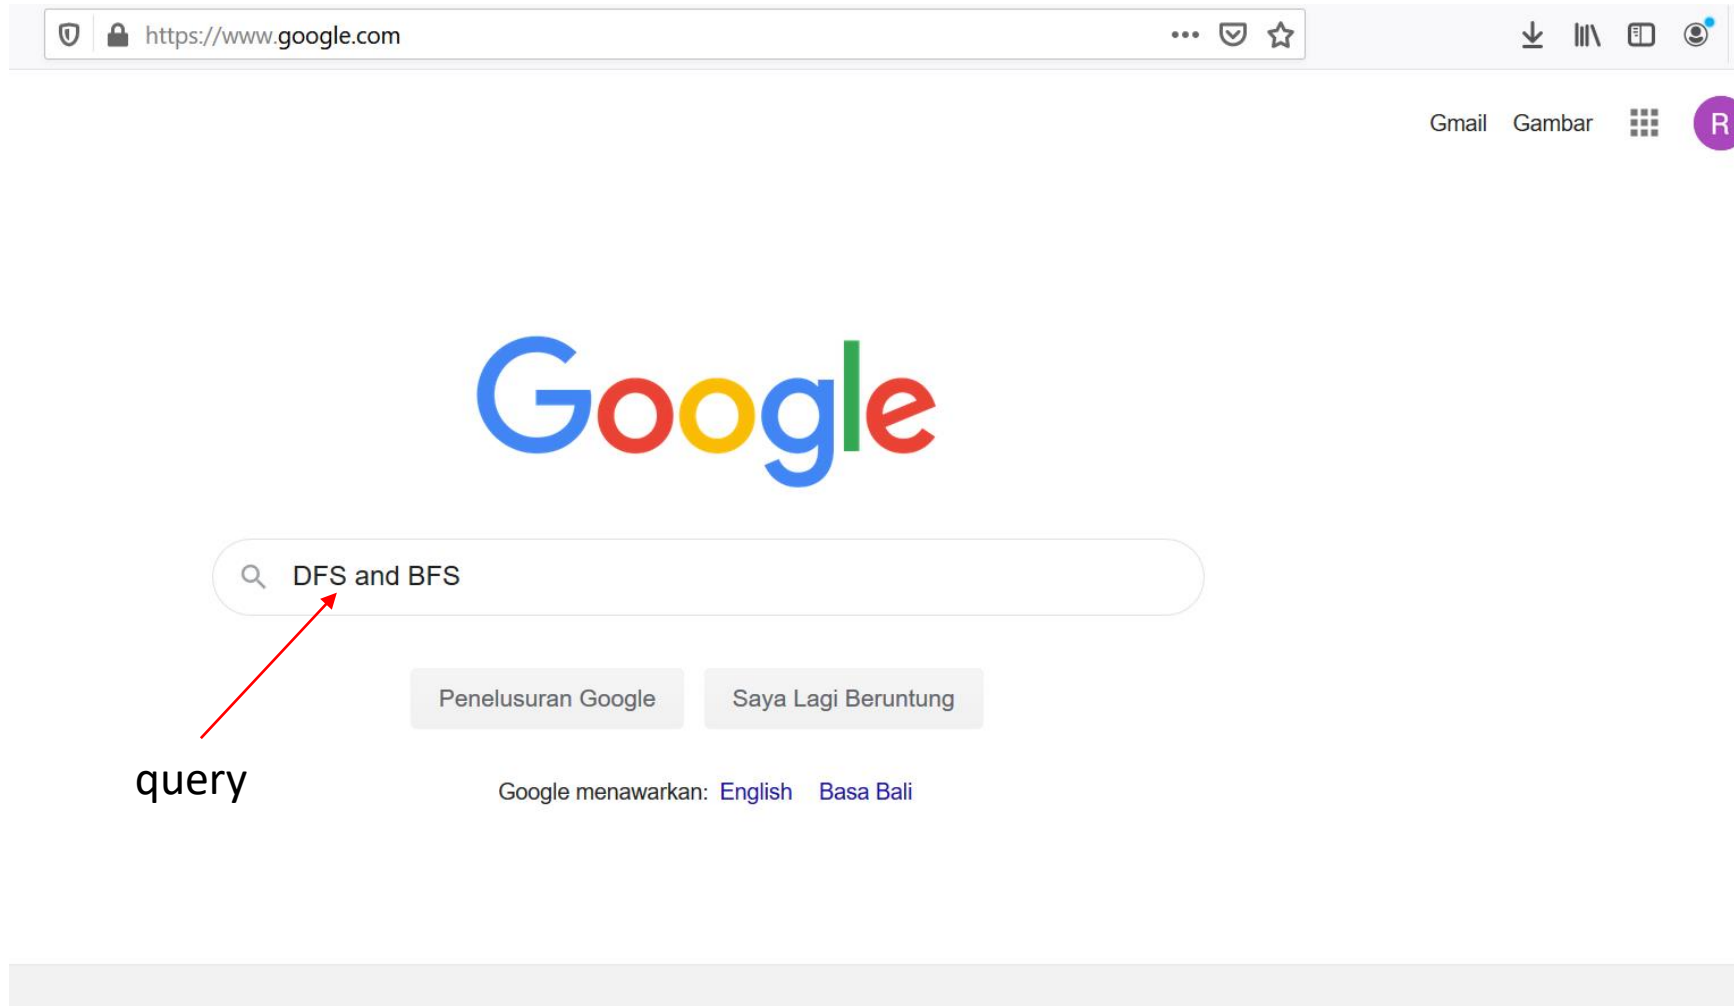 https://www.google.com
Gmail Gambar R
Google
DFS and BFS
Penelusuran Google Saya Lagi Beruntung
query
Google menawarkan: English Basa Bali